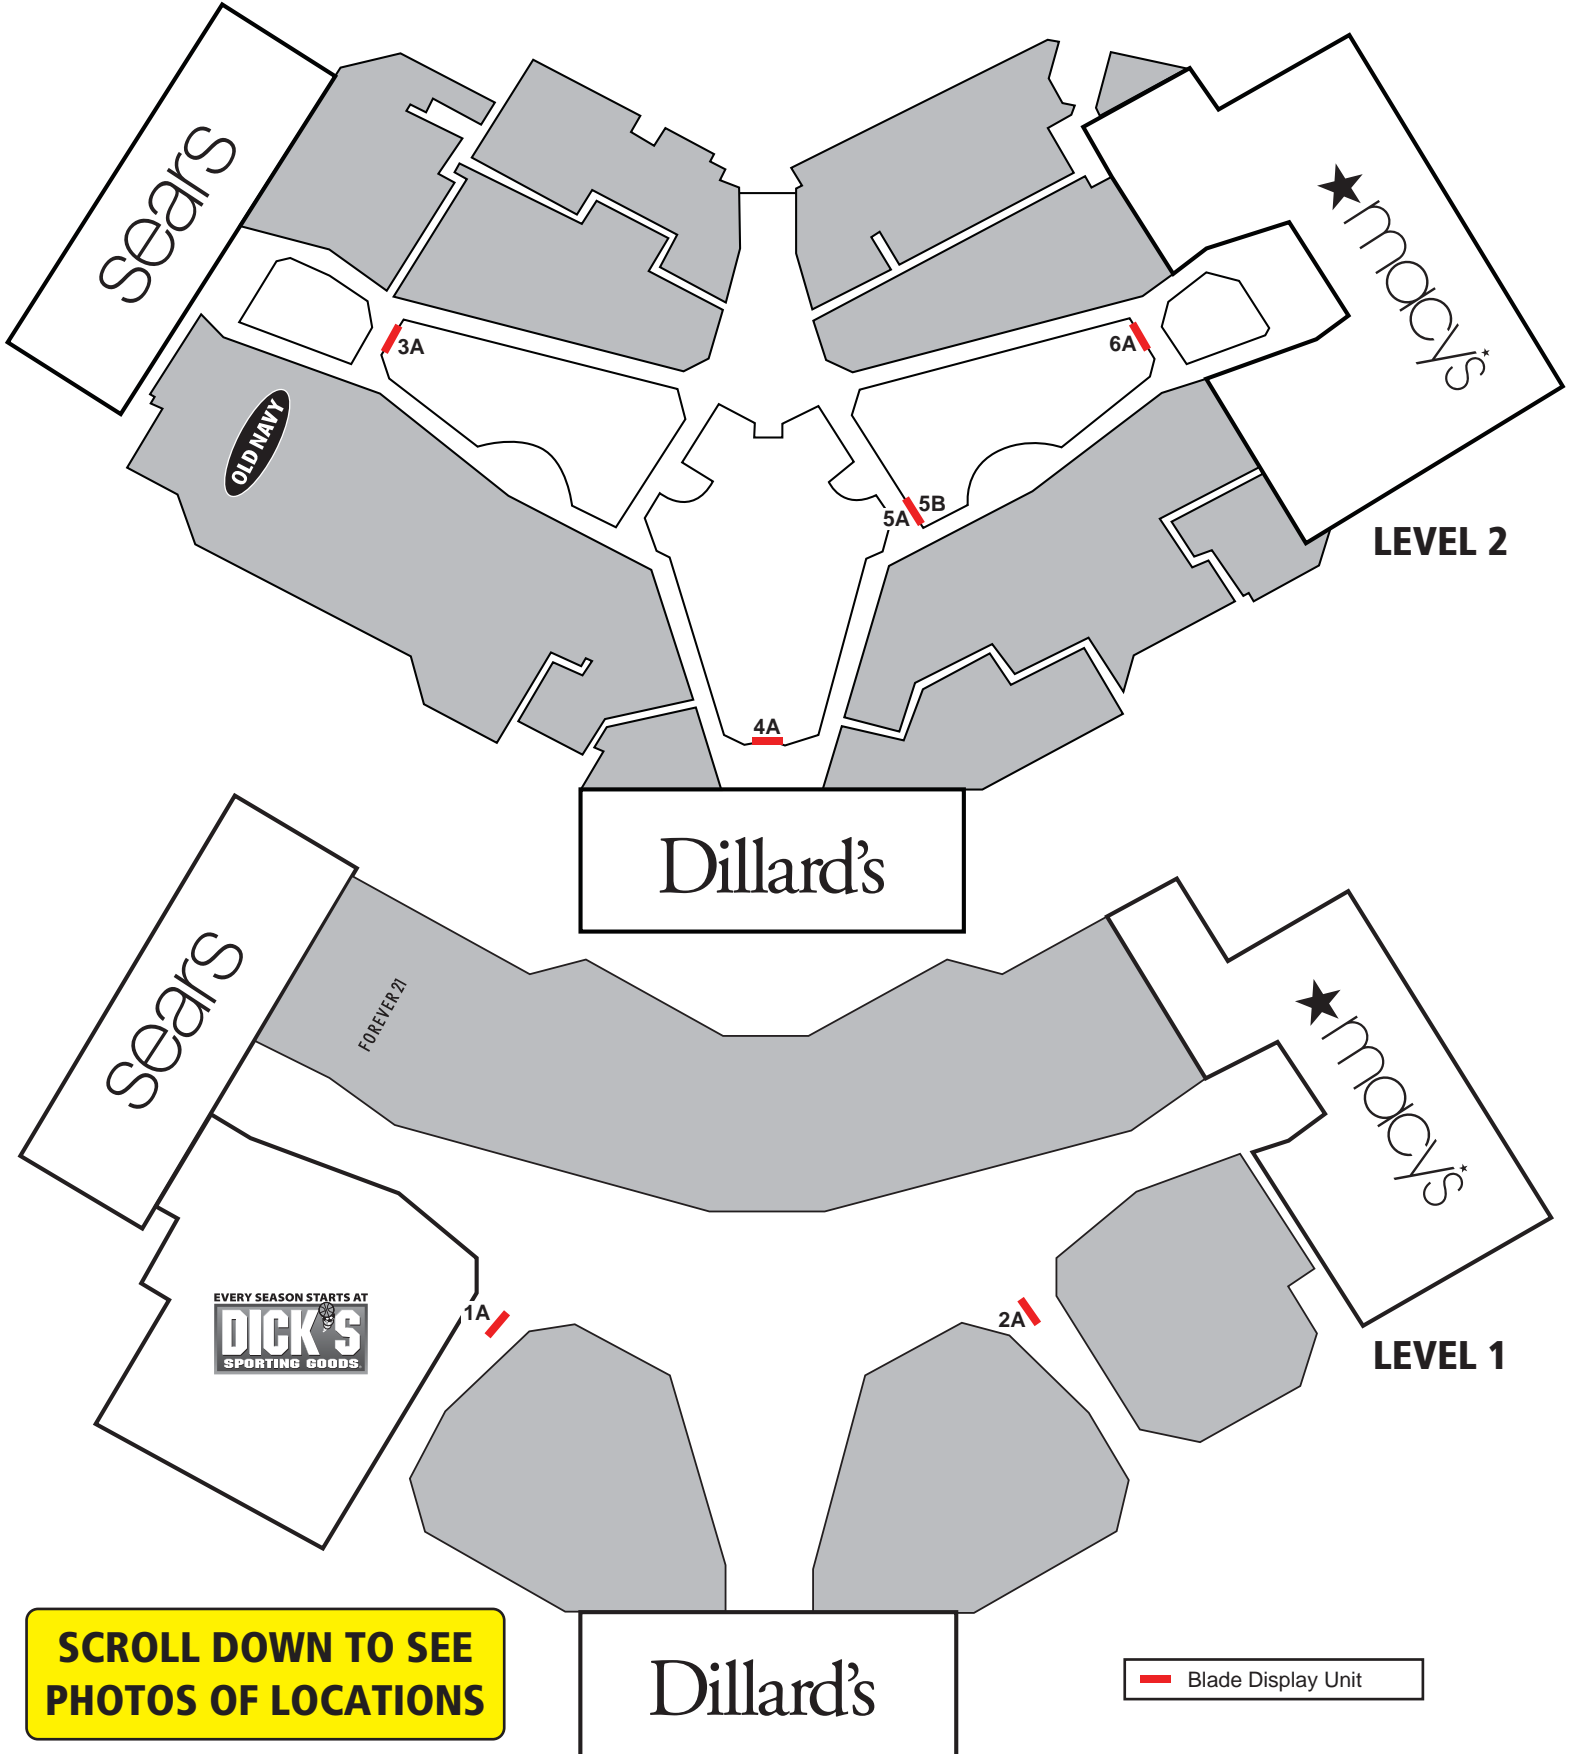 sears
macy's
3A
6A
OLD NAVY
5A
5B
LEVEL 2
4A
Dillard's
sears
FOREVER 21
macy's
EVERY SEASON STARTS AT
DICK'S
SPORTING GOODS.
1A
2A
LEVEL 1
SCROLL DOWN TO SEE
PHOTOS OF LOCATIONS
Dillard's
Blade Display Unit